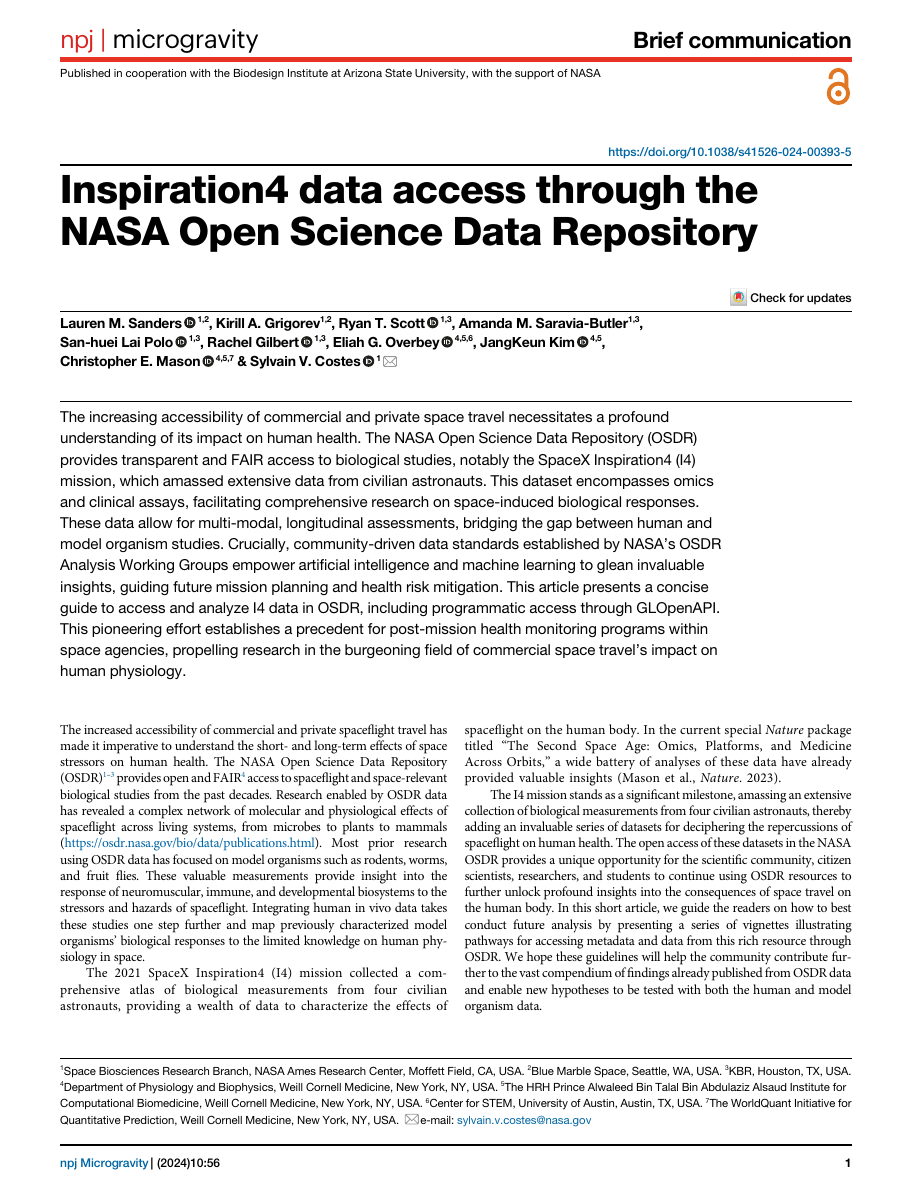 npj | microgravity
Brief communication
Published in cooperation with the Biodesign Institute at Arizona State University, with the support of NASA
https://doi.org/10.1038/s41526-024-00393-5
Inspiration4 data access through the
NASA Open Science Data Repository
Check for updates
Lauren M. Sanders 1,2, Kirill A. Grigorev1,2, Ryan T. Scott 1,3, Amanda M. Saravia-Butler1,3,
San-huei Lai Polo 1,3, Rachel Gilbert 1,3, Eliah G. Overbey 4,5,6, JangKeun Kim 4,5,
Christopher E. Mason 4,5,7 & Sylvain V. Costes 1
The increasing accessibility of commercial and private space travel necessitates a profound
understanding of its impact on human health. The NASA Open Science Data Repository (OSDR)
provides transparent and FAIR access to biological studies, notably the SpaceX Inspiration4 (I4)
mission, which amassed extensive data from civilian astronauts. This dataset encompasses omics
and clinical assays, facilitating comprehensive research on space-induced biological responses.
These data allow for multi-modal, longitudinal assessments, bridging the gap between human and
model organism studies. Crucially, community-driven data standards established by NASA's OSDR
Analysis Working Groups empower artificial intelligence and machine learning to glean invaluable
insights, guiding future mission planning and health risk mitigation. This article presents a concise
guide to access and analyze I4 data in OSDR, including programmatic access through GLOpenAPI.
This pioneering effort establishes a precedent for post-mission health monitoring programs within
space agencies, propelling research in the burgeoning field of commercial space travel's impact on
human physiology.
The increased accessibility of commercial and private spaceflight travel has
made it imperative to understand the short- and long-term effects of space
stressors on human health. The NASA Open Science Data Repository
(OSDR)1–3 provides open and FAIR4 access to spaceflight and space-relevant
biological studies from the past decades. Research enabled by OSDR data
has revealed a complex network of molecular and physiological effects of
spaceflight across living systems, from microbes to plants to mammals
(https://osdr.nasa.gov/bio/data/publications.html). Most prior research
using OSDR data has focused on model organisms such as rodents, worms,
and fruit flies. These valuable measurements provide insight into the
response of neuromuscular, immune, and developmental biosystems to the
stressors and hazards of spaceflight. Integrating human in vivo data takes
these studies one step further and map previously characterized model
organisms' biological responses to the limited knowledge on human phy-
siology in space.
The 2021 SpaceX Inspiration4 (I4) mission collected a com-
prehensive atlas of biological measurements from four civilian
astronauts, providing a wealth of data to characterize the effects of
spaceflight on the human body. In the current special Nature package
titled "The Second Space Age: Omics, Platforms, and Medicine
Across Orbits," a wide battery of analyses of these data have already
provided valuable insights (Mason et al., Nature. 2023).
The I4 mission stands as a significant milestone, amassing an extensive
collection of biological measurements from four civilian astronauts, thereby
adding an invaluable series of datasets for deciphering the repercussions of
spaceflight on human health. The open access of these datasets in the NASA
OSDR provides a unique opportunity for the scientific community, citizen
scientists, researchers, and students to continue using OSDR resources to
further unlock profound insights into the consequences of space travel on
the human body. In this short article, we guide the readers on how to best
conduct future analysis by presenting a series of vignettes illustrating
pathways for accessing metadata and data from this rich resource through
OSDR. We hope these guidelines will help the community contribute fur-
ther to the vast compendium of findings already published from OSDR data
and enable new hypotheses to be tested with both the human and model
organism data.
1Space Biosciences Research Branch, NASA Ames Research Center, Moffett Field, CA, USA. 2Blue Marble Space, Seattle, WA, USA. 3KBR, Houston, TX, USA.
4Department of Physiology and Biophysics, Weill Cornell Medicine, New York, NY, USA. 5The HRH Prince Alwaleed Bin Talal Bin Abdulaziz Alsaud Institute for
Computational Biomedicine, Weill Cornell Medicine, New York, NY, USA. 6Center for STEM, University of Austin, Austin, TX, USA. 7The WorldQuant Initiative for
Quantitative Prediction, Weill Cornell Medicine, New York, NY, USA. e-mail: sylvain.v.costes@nasa.gov
npj Microgravity | (2024)10:56
1